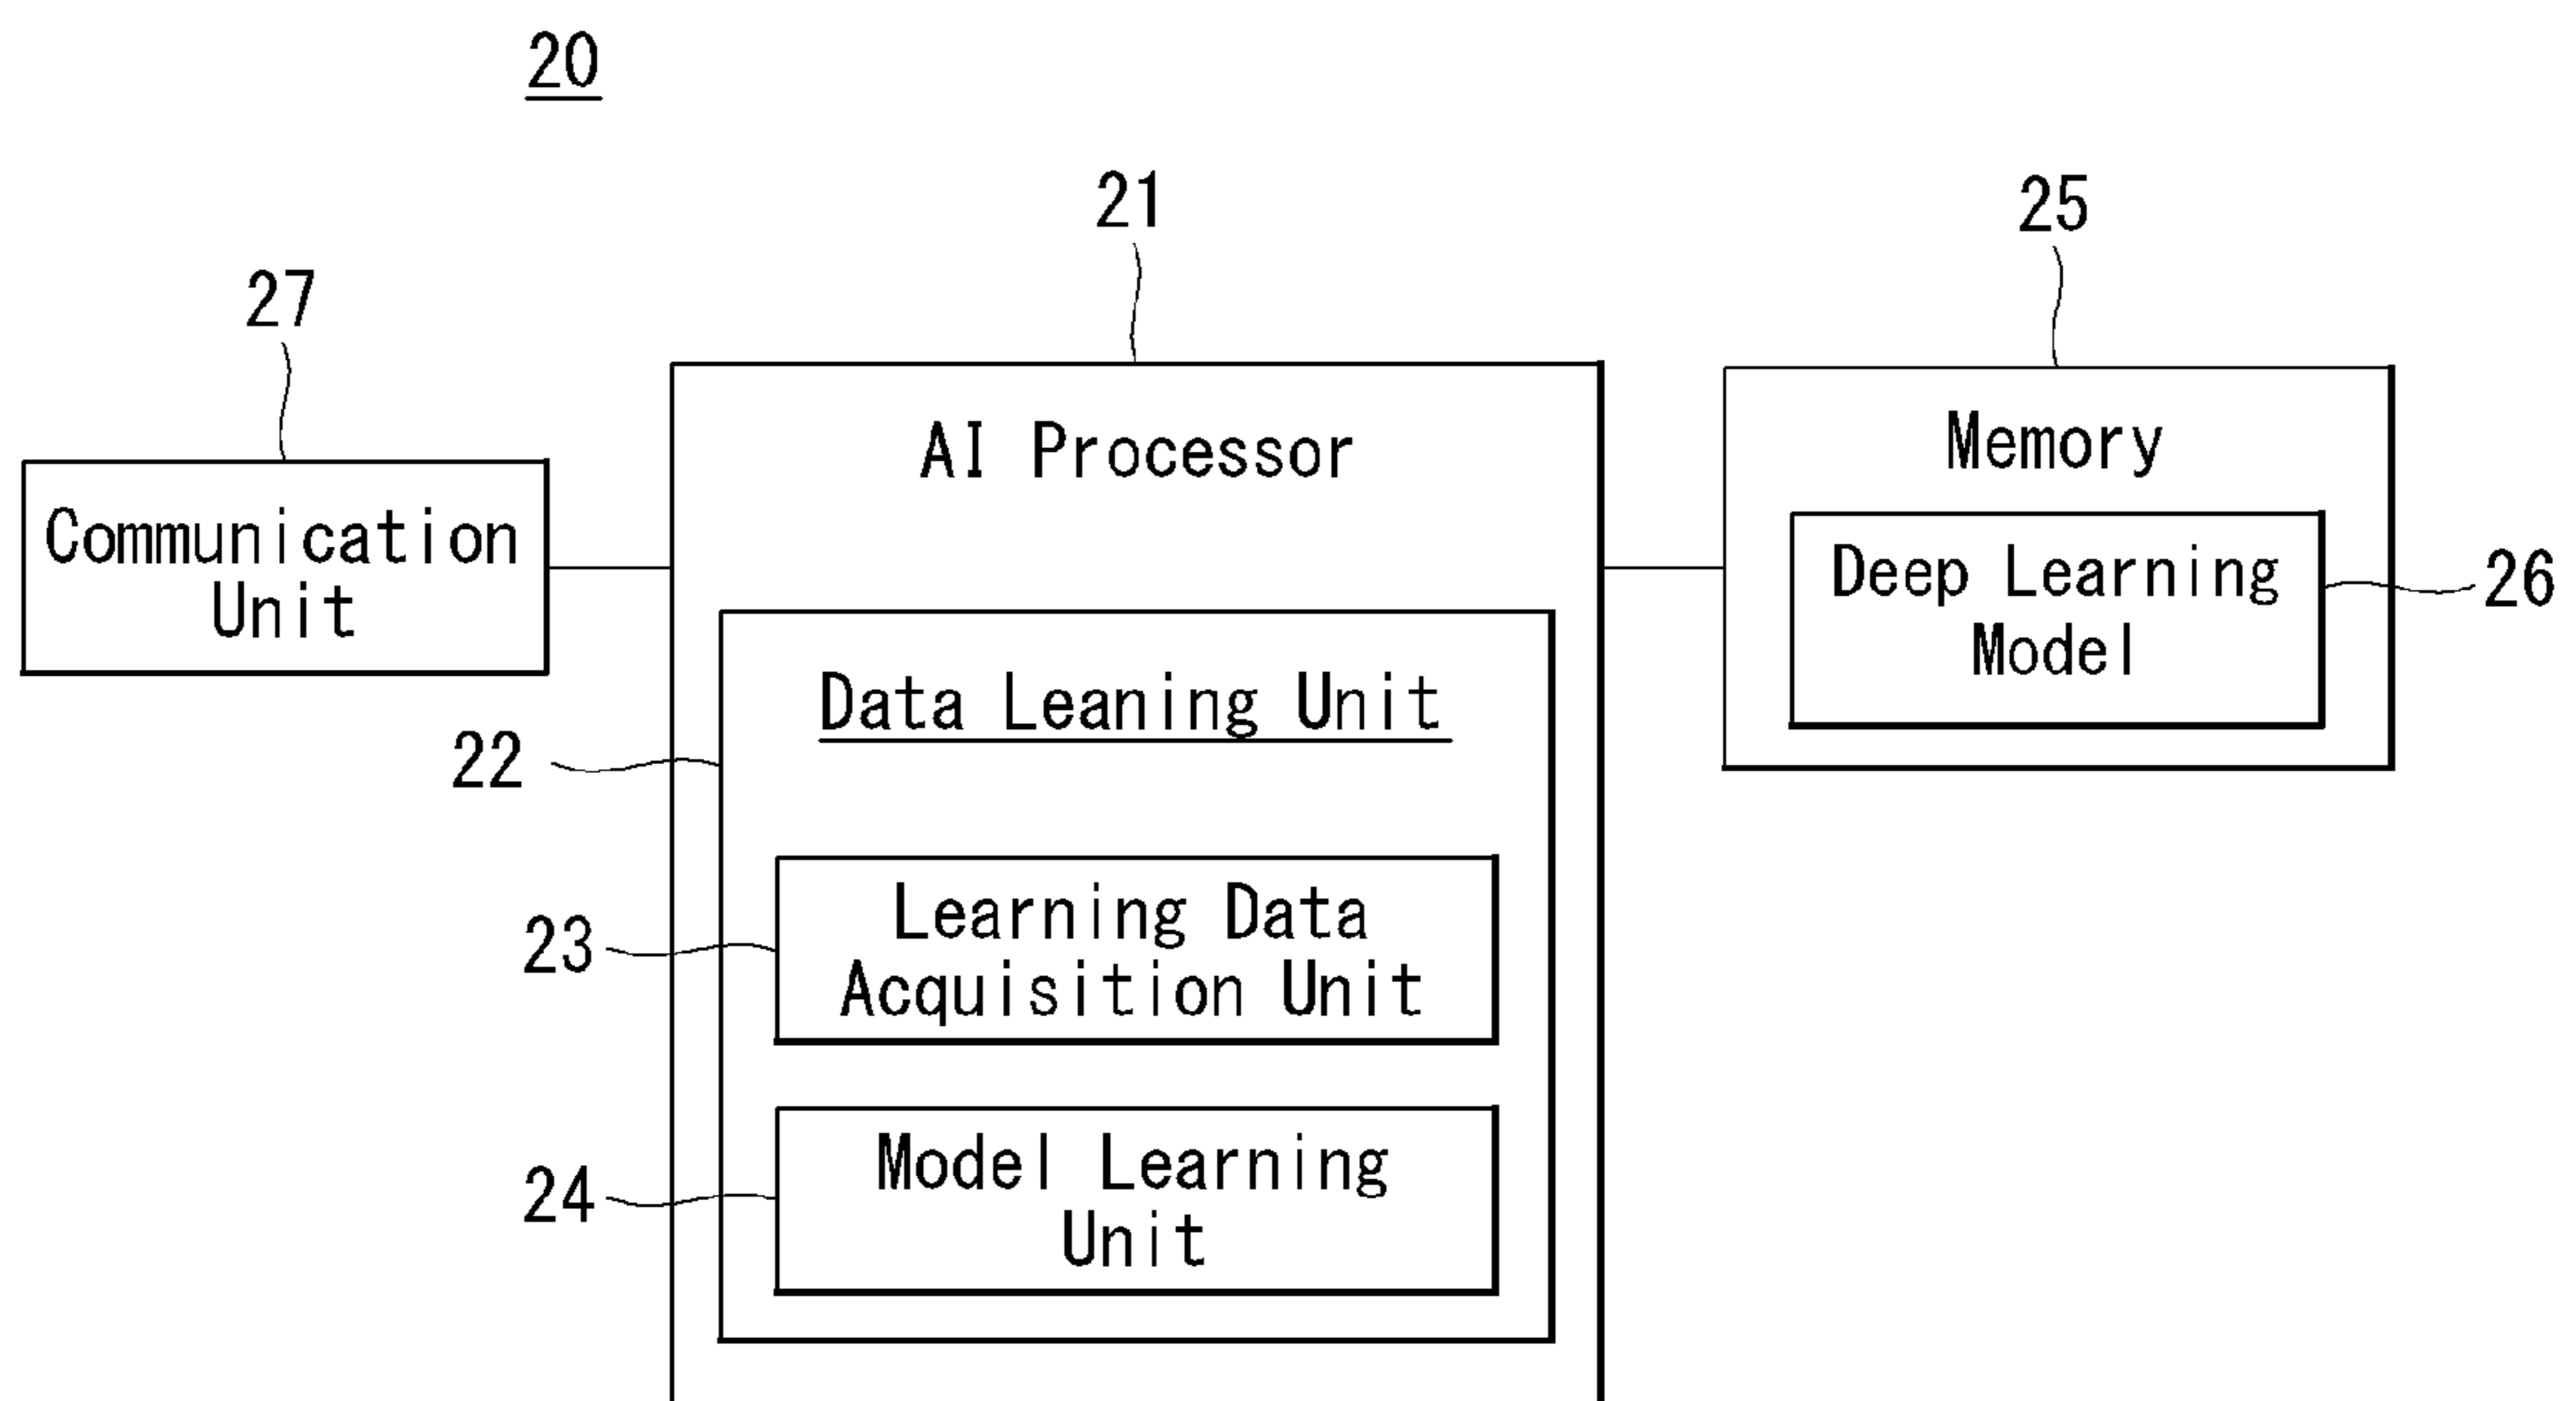 20
21
25
27
AI Processor
Memory
Communication
Unit
Deep Learning
Model
26
Data Leaning Unit
22
Learning Data
Acquisition Unit
23
Model Learning
Unit
24